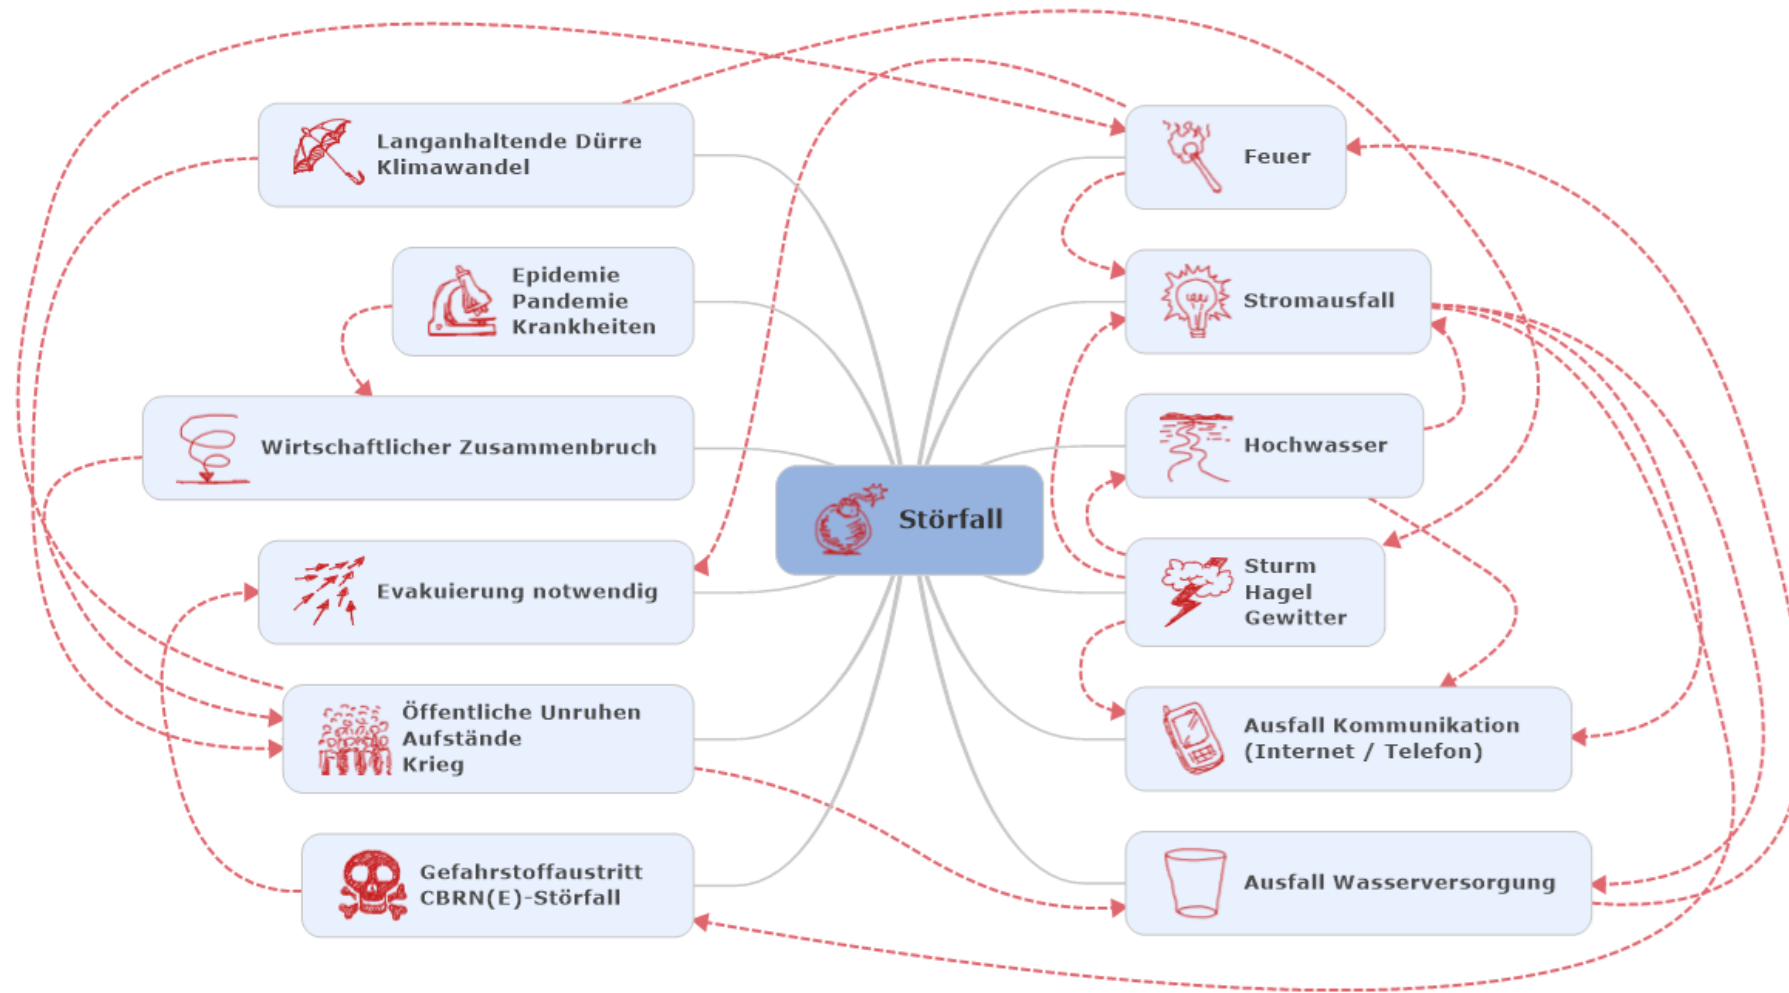 Langanhaltende Dürre
Klimawandel
Epidemie
Pandemie
Krankheiten
Wirtschaftlicher Zusammenbruch
Evakuierung notwendig
Öffentliche Unruhen
Aufstände
Krieg
Gefahrstoffaustritt
CBRN(E)-Störfall
Störfall
Feuer
Stromausfall
Hochwasser
Sturm
Hagel
Gewitter
Ausfall Kommunikation
(Internet / Telefon)
Ausfall Wasserversorgung